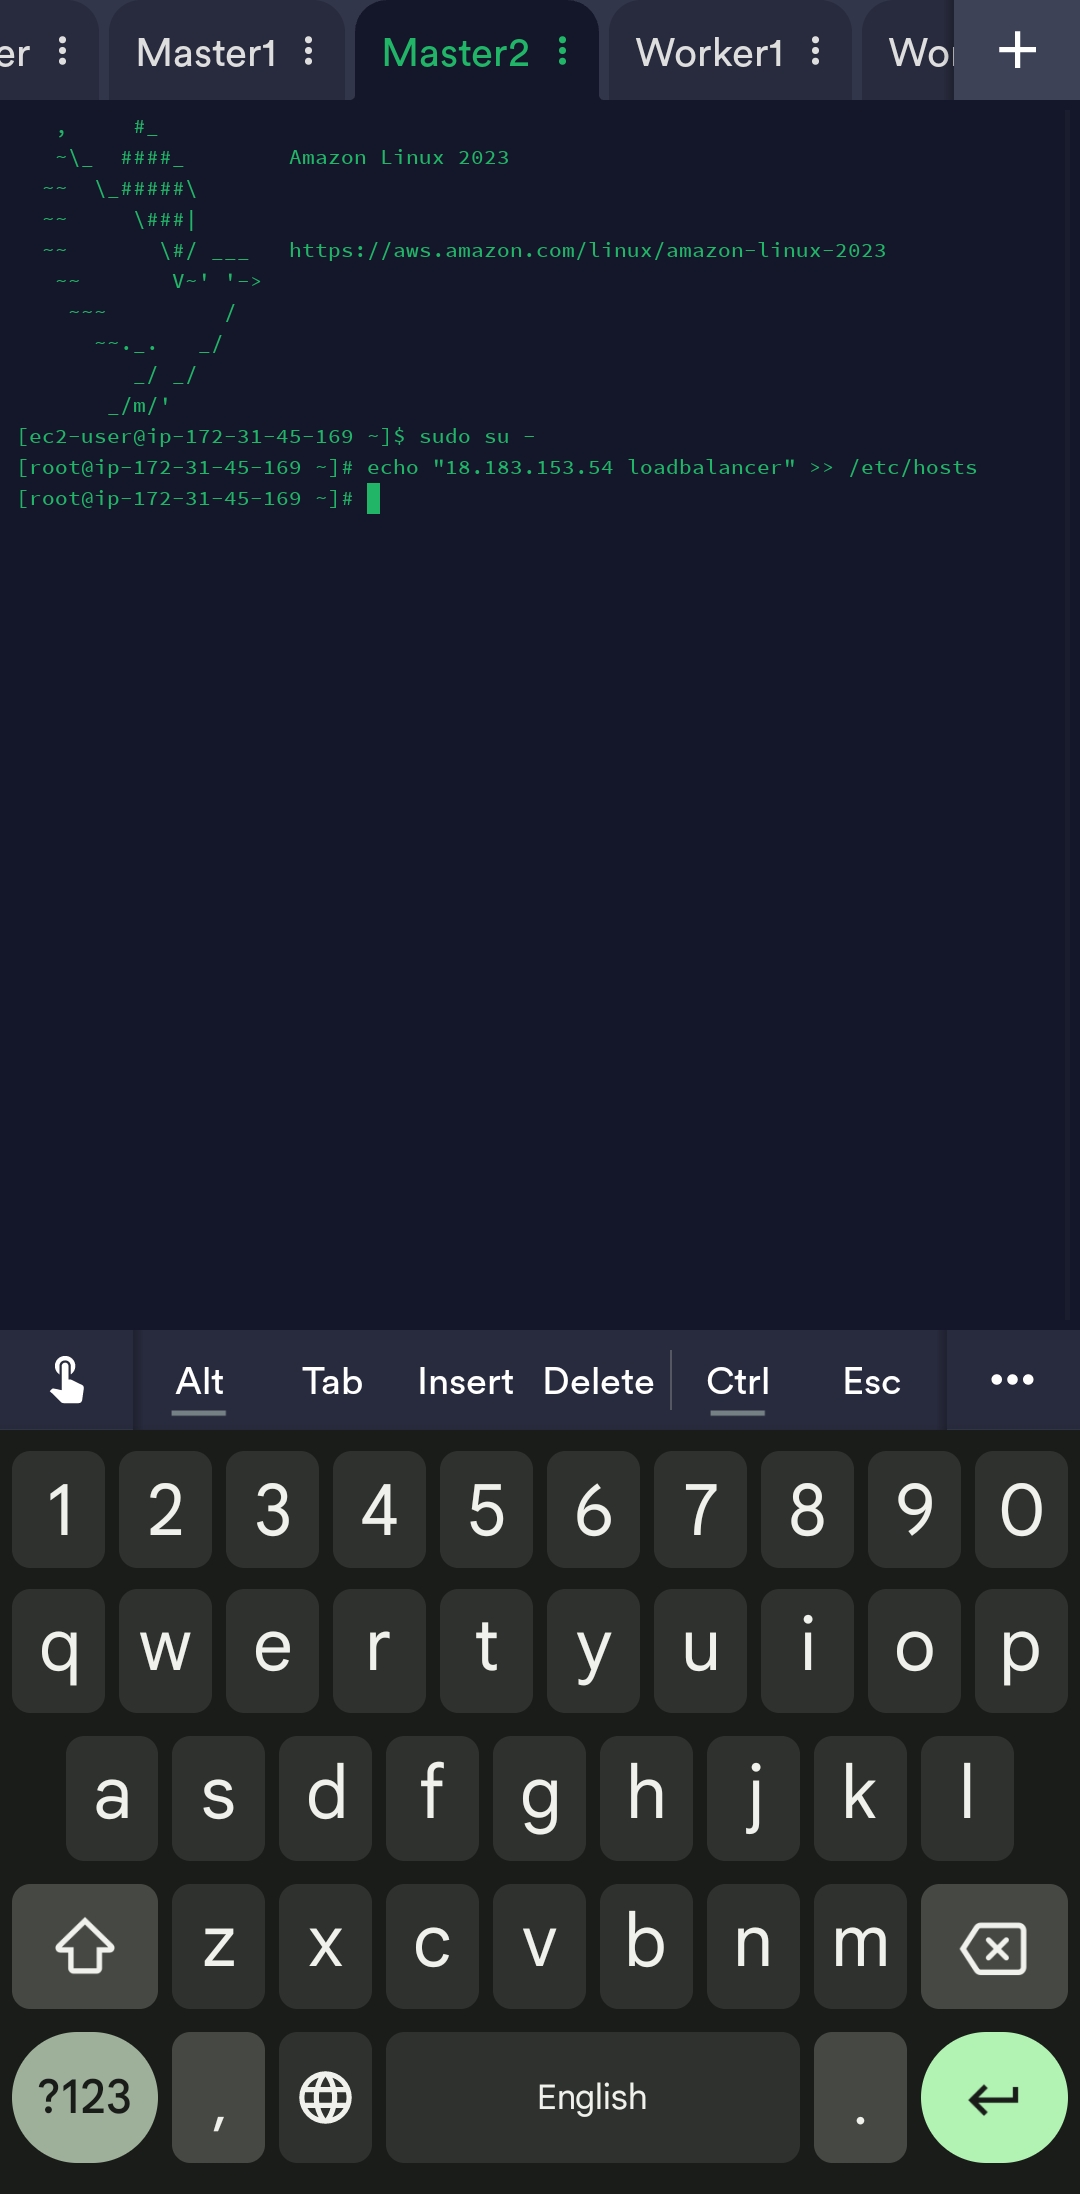 er Master1 Master2 Worker1 Wor
,     #_
~\_  ####_        Amazon Linux 2023
~~  \_#####\
~~     \###|
~~       \#/ ___   https://aws.amazon.com/linux/amazon-linux-2023
~~       V~' '->
~~~         /
~~._.   _/
_/ _/
_/m/'
[ec2-user@ip-172-31-45-169 ~]$ sudo su -
[root@ip-172-31-45-169 ~]# echo "18.183.153.54 loadbalancer" >> /etc/hosts
[root@ip-172-31-45-169 ~]#
Alt Tab Insert Delete Ctrl Esc
1 2 3 4 5 6 7 8 9 0
q w e r t y u i o p
a s d f g h j k l
z x c v b n m
?123 , English .